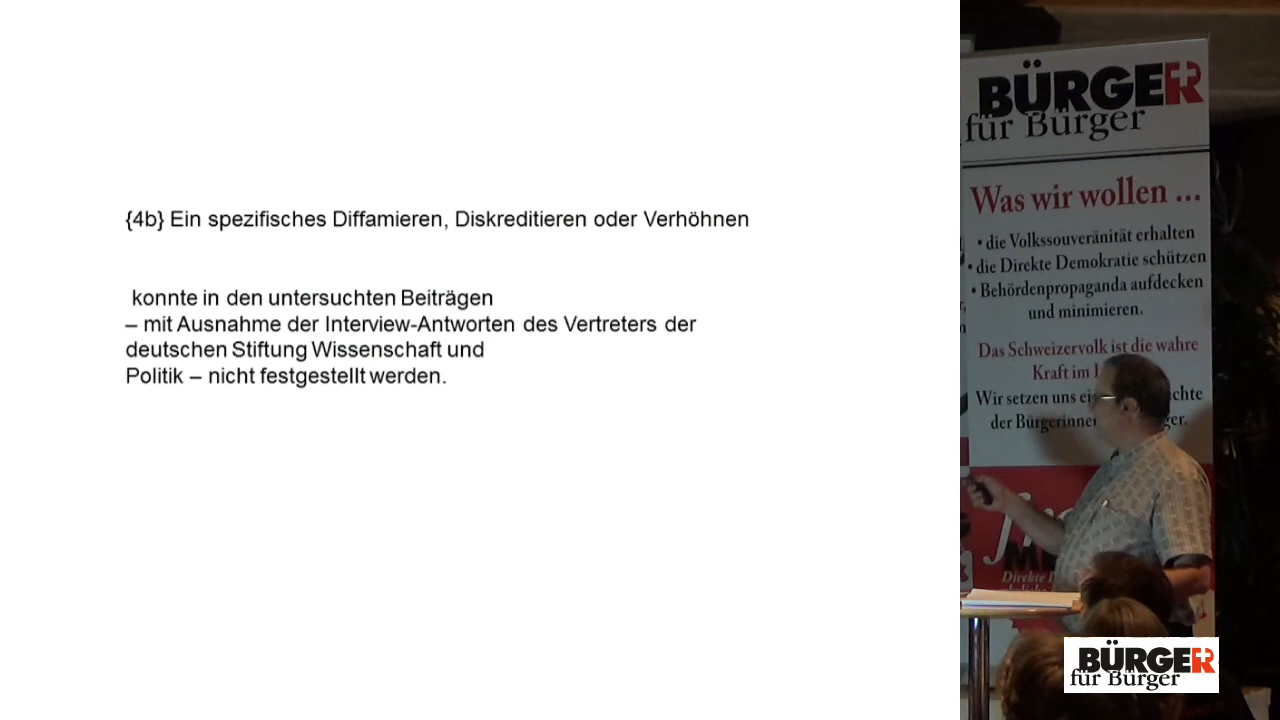 {4b} Ein spezifisches Diffamieren, Diskreditieren oder Verhöhnen
konnte in den untersuchten Beiträgen
– mit Ausnahme der Interview-Antworten des Vertreters der
deutschen Stiftung Wissenschaft und
Politik – nicht festgestellt werden.
BÜRGER
für Bürger
Was wir wollen ...
• die Volkssouveränität erhalten
• die Direkte Demokratie schützen
• Behördenpropaganda aufdecken
und minimieren.
Das Schweizervolk ist die wahre
Kraft im
Wir setzen uns
der
Direkte
BÜRGER
für Bürger